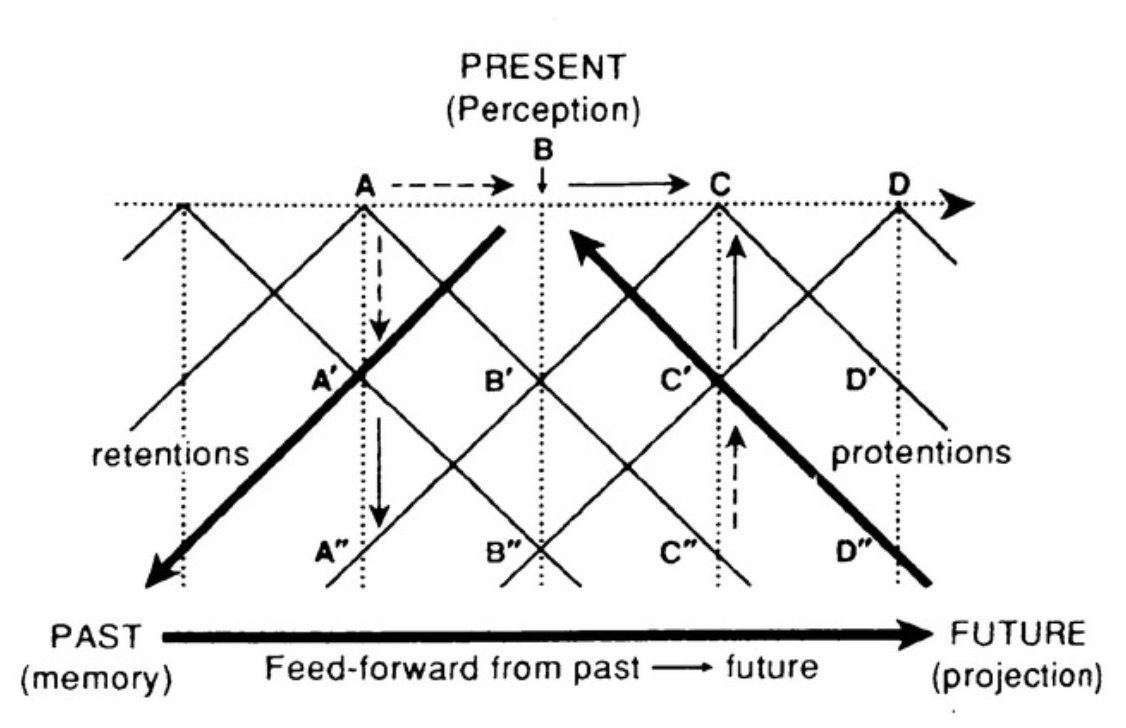 PRESENT
(Perception)
B
A
C
D
A′
B′
C′
D′
retentions
protentions
A″
B″
C″
D″
PAST
FUTURE
(memory)
Feed-forward from past → future
(projection)